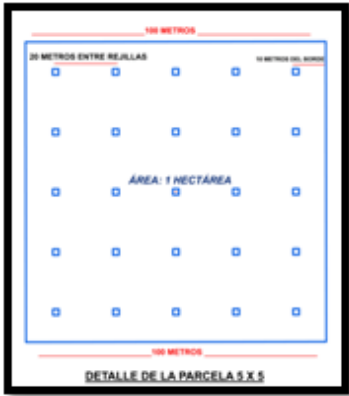 100 METROS
20 METROS ENTRE REJILLAS
10 METROS DEL BORDE
ÁREA: 1 HECTÁREA
100 METROS
DETALLE DE LA PARCELA 5 X 5